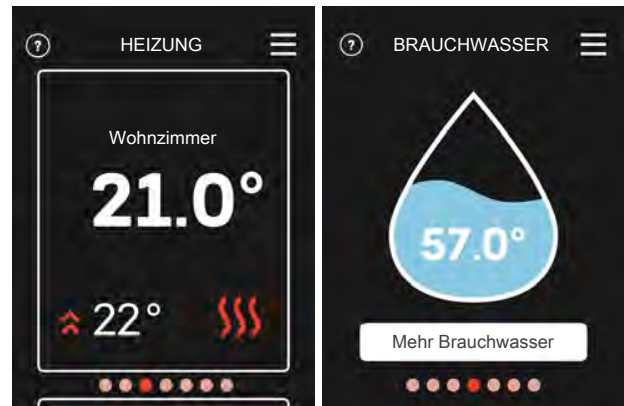 ?
HEIZUNG
Wohnzimmer
21.0°
22°
?
BRAUCHWASSER
57.0°
Mehr Brauchwasser